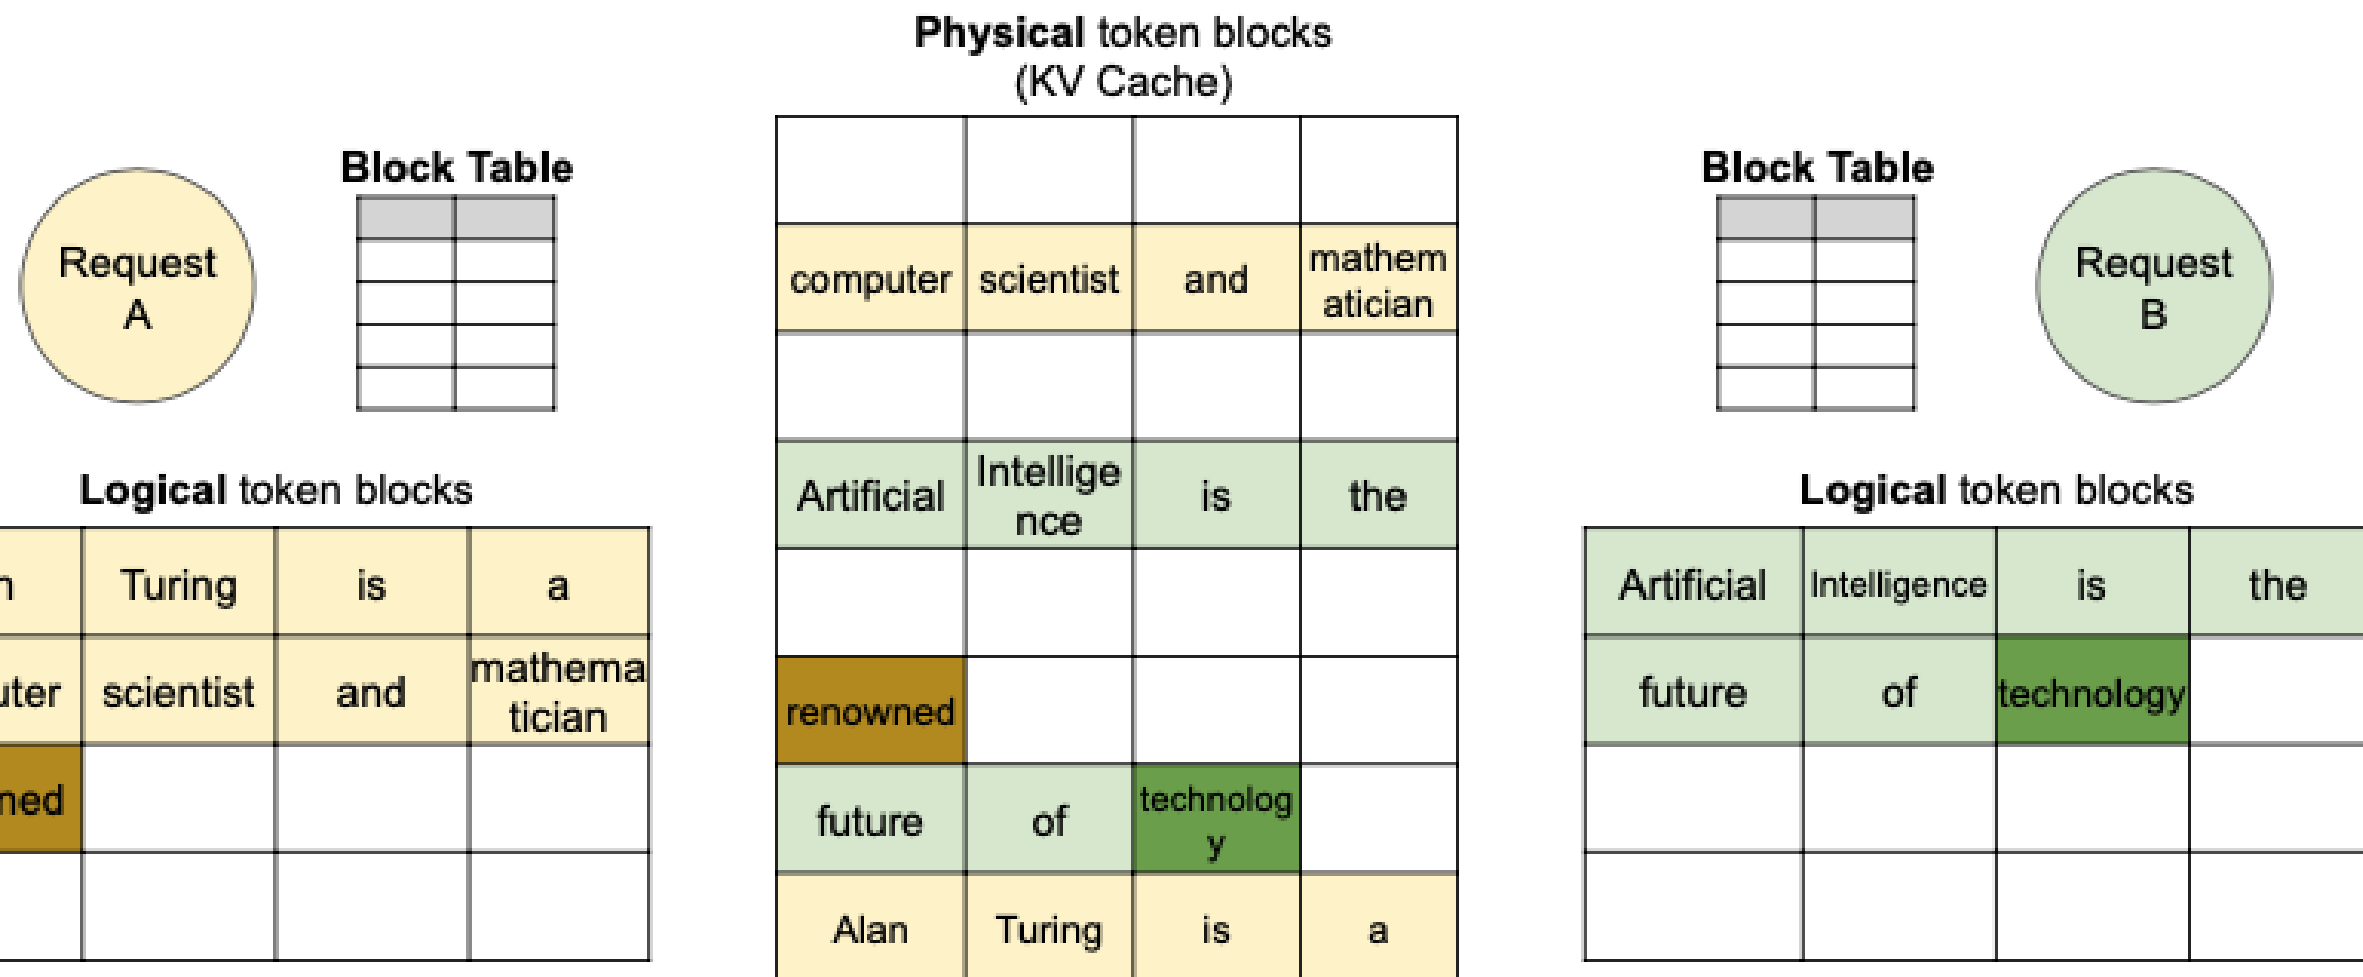 Physical token blocks
(KV Cache)
Block Table
Request
A
Logical token blocks
n Turing is a
uter scientist and mathema
tician
ned
computer scientist and mathem
atician
Artificial Intellige
nce is the
renowned
future of technolog
y
Alan Turing is a
Block Table
Request
B
Logical token blocks
Artificial Intelligence is the
future of technology